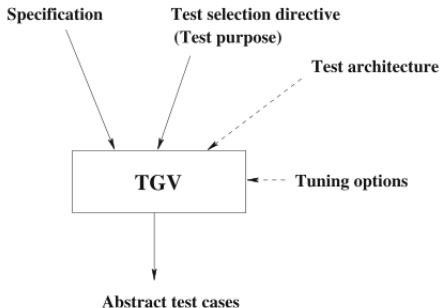 Specification
Test selection directive
(Test purpose)
Test architecture
TGV
Tuning options
Abstract test cases